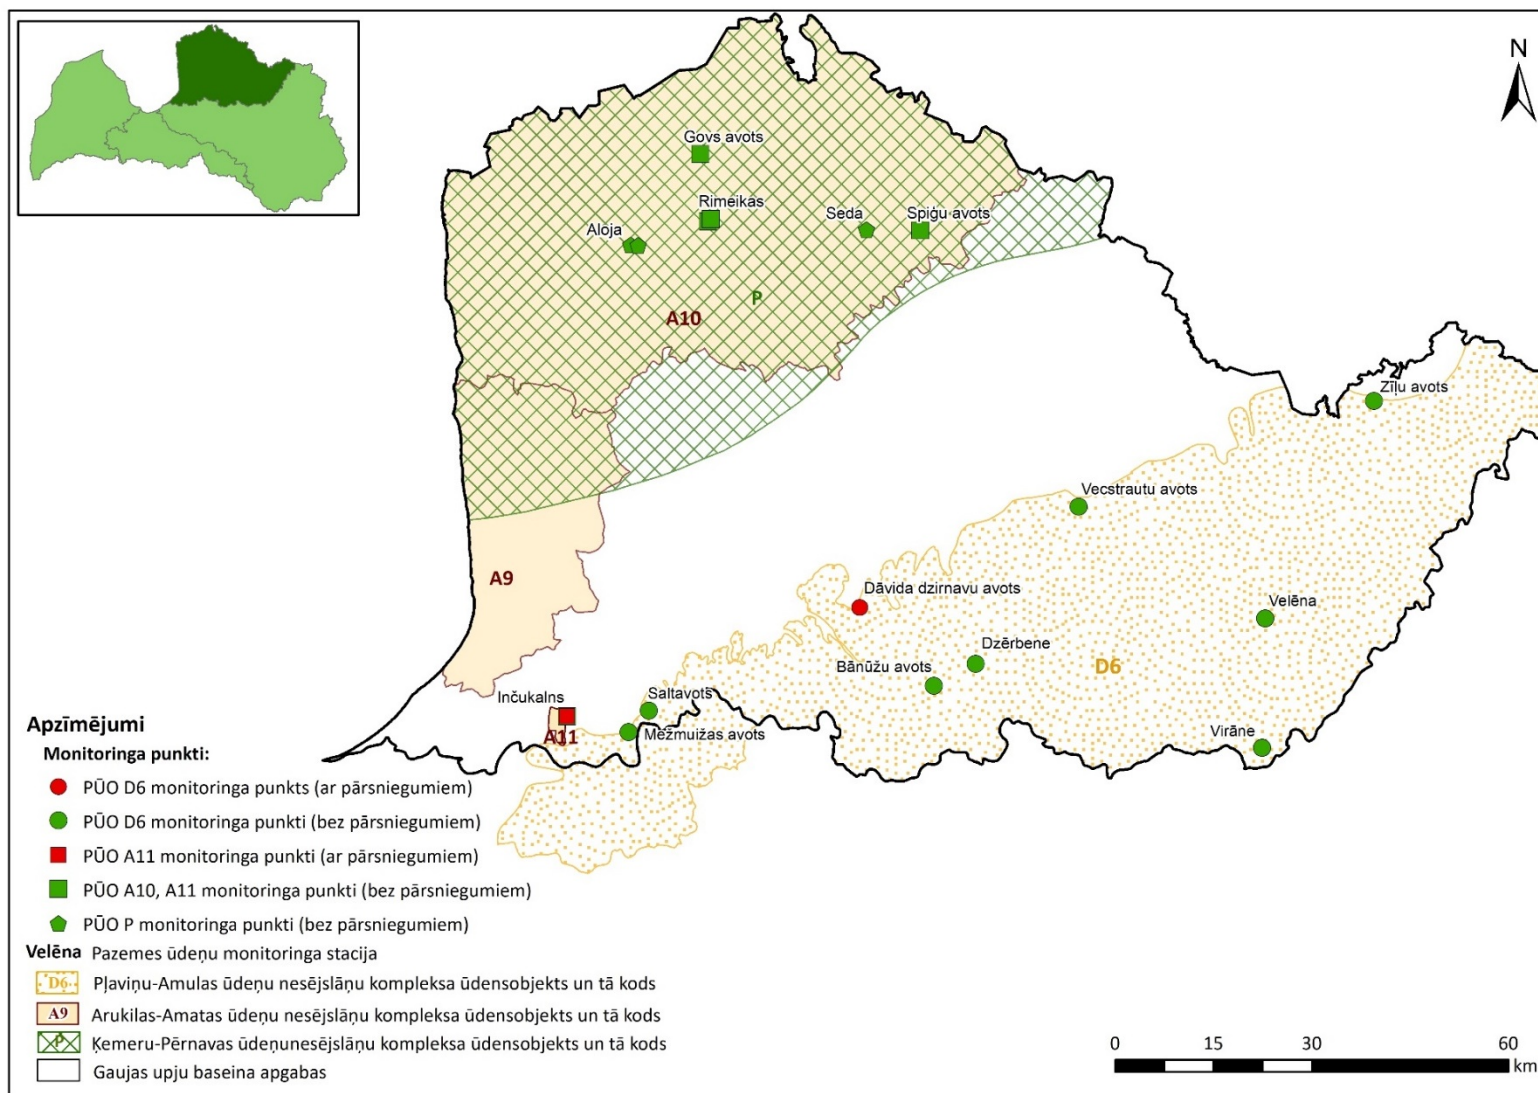 N
Govs avots
Rimeikas
Aloja
Seda
Spiģu avots
P
A10
Zīļu avots
Vecstrautu avots
A9
Dāvida dzirnavu avots
Velēna
Dzērbene
Bānūžu avots
D6
Inčukalns
Saltavots
A11
Mežmuižas avots
Virāne
Apzīmējumi
Monitoringa punkti:
PŪO D6 monitoringa punkts (ar pārsniegumiem)
PŪO D6 monitoringa punkti (bez pārsniegumiem)
PŪO A11 monitoringa punkti (ar pārsniegumiem)
PŪO A10, A11 monitoringa punkti (bez pārsniegumiem)
PŪO P monitoringa punkti (bez pārsniegumiem)
Velēna Pazemes ūdeņu monitoringa stacija
D6 Pļaviņu-Amulas ūdeņu nesējslāņu kompleksa ūdensobjekts un tā kods
A9 Arukilas-Amatas ūdeņu nesējslāņu kompleksa ūdensobjekts un tā kods
P Ķemeru-Pērnavas ūdeņunesējslāņu kompleksa ūdensobjekts un tā kods
Gaujas upju baseina apgabas
0 15 30 60
km